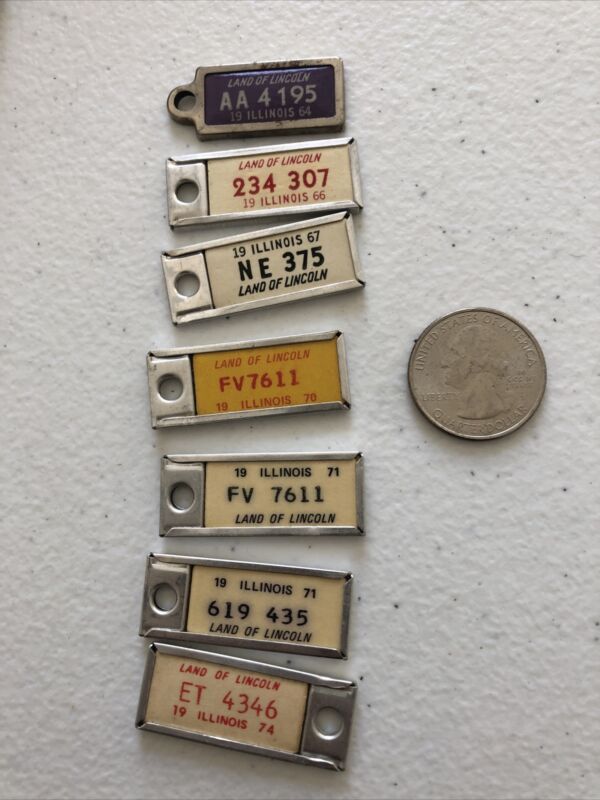 LAND OF LINCOLN
AA 4195
19 ILLINOIS 64
LAND OF LINCOLN
234 307
19 ILLINOIS 66
19 ILLINOIS 67
NE 375
LAND OF LINCOLN
LAND OF LINCOLN
FV7611
19 ILLINOIS 70
19 ILLINOIS 71
FV 7611
LAND OF LINCOLN
19 ILLINOIS 71
619 435
LAND OF LINCOLN
LAND OF LINCOLN
ET 4346
19 ILLINOIS 74
UNITED STATES OF AMERICA
LIBERTY
QUARTER DOLLAR